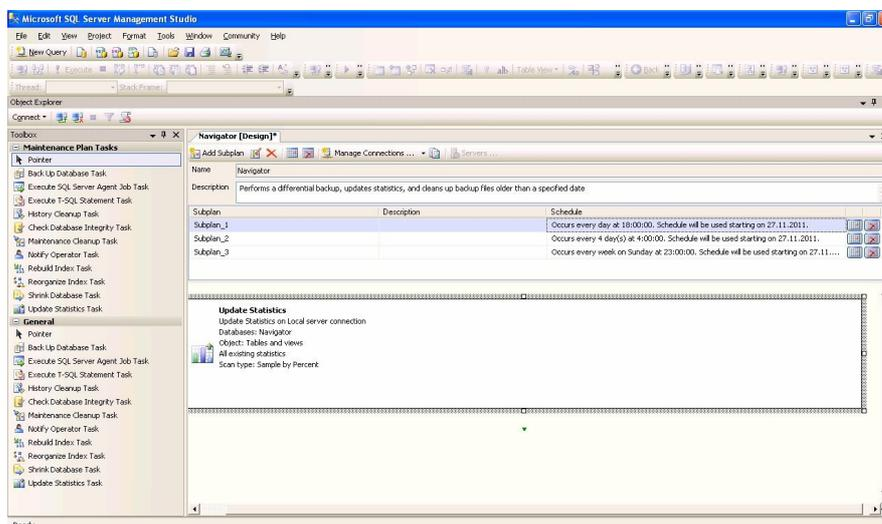 Microsoft SQL Server Management Studio
File Edit View Project Format Tools Window Community Help
New Query
Execute Table View Back
Thread: Stack Frame:
Object Explorer
Connect
Toolbox
Maintenance Plan Tasks
Pointer
Back Up Database Task
Execute SQL Server Agent Job Task
Execute T-SQL Statement Task
History Cleanup Task
Check Database Integrity Task
Maintenance Cleanup Task
Notify Operator Task
Rebuild Index Task
Reorganize Index Task
Shrink Database Task
Update Statistics Task
General
Pointer
Back Up Database Task
Execute SQL Server Agent Job Task
Execute T-SQL Statement Task
History Cleanup Task
Check Database Integrity Task
Maintenance Cleanup Task
Notify Operator Task
Rebuild Index Task
Reorganize Index Task
Shrink Database Task
Update Statistics Task
Navigator [Design]*
Add Subplan Manage Connections ... Servers ...
Name Navigator
Description Performs a differential backup, updates statistics, and cleans up backup files older than a specified date
Subplan Description Schedule
Subplan_1 Occurs every day at 18:00:00. Schedule will be used starting on 27.11.2011.
Subplan_2 Occurs every 4 day(s) at 4:00:00. Schedule will be used starting on 27.11.2011.
Subplan_3 Occurs every week on Sunday at 23:00:00. Schedule will be used starting on 27.11....
Update Statistics
Update Statistics on Local server connection
Databases: Navigator
Object: Tables and views
All existing statistics
Scan type: Sample by Percent